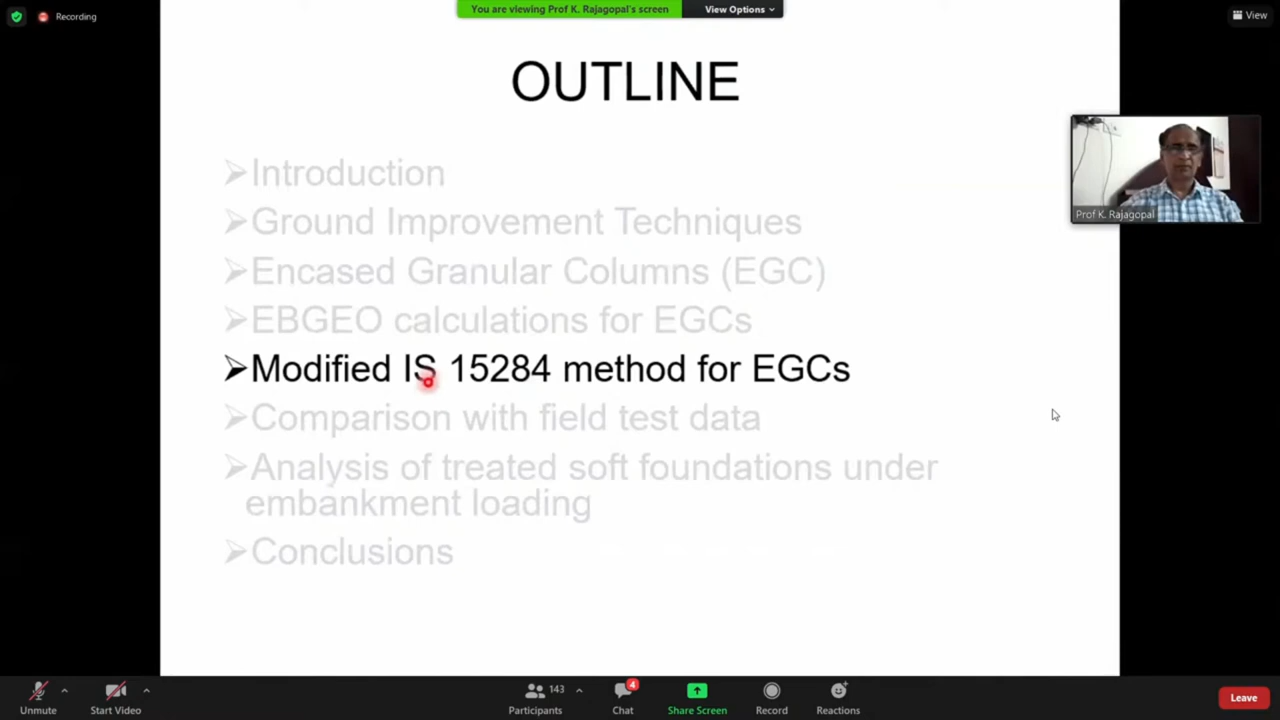 Recording
You are viewing Prof K. Rajagopal's screen
View Options
View
OUTLINE
Introduction
Ground Improvement Techniques
Encased Granular Columns (EGC)
EBGEO calculations for EGCs
Modified IS 15284 method for EGCs
Comparison with field test data
Analysis of treated soft foundations under
embankment loading
Conclusions
Prof K. Rajagopal
Unmute
Start Video
143
Participants
4
Chat
Share Screen
Record
Reactions
Leave